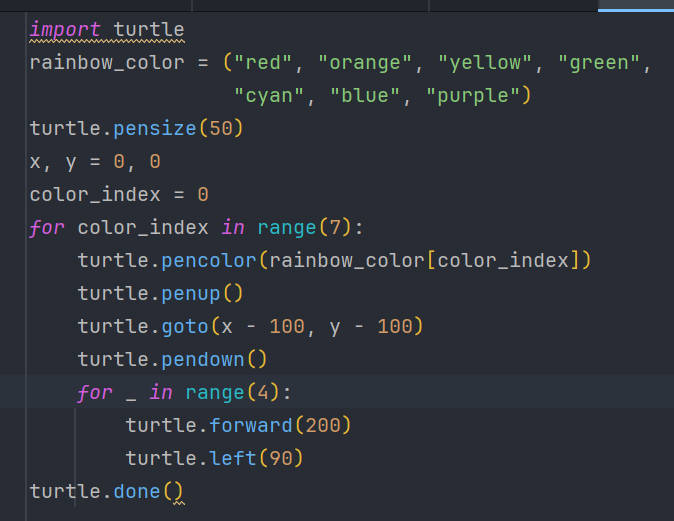 import turtle
rainbow_color = ("red", "orange", "yellow", "green",
                 "cyan", "blue", "purple")
turtle.pensize(50)
x, y = 0, 0
color_index = 0
for color_index in range(7):
    turtle.pencolor(rainbow_color[color_index])
    turtle.penup()
    turtle.goto(x - 100, y - 100)
    turtle.pendown()
    for _ in range(4):
        turtle.forward(200)
        turtle.left(90)
turtle.done()